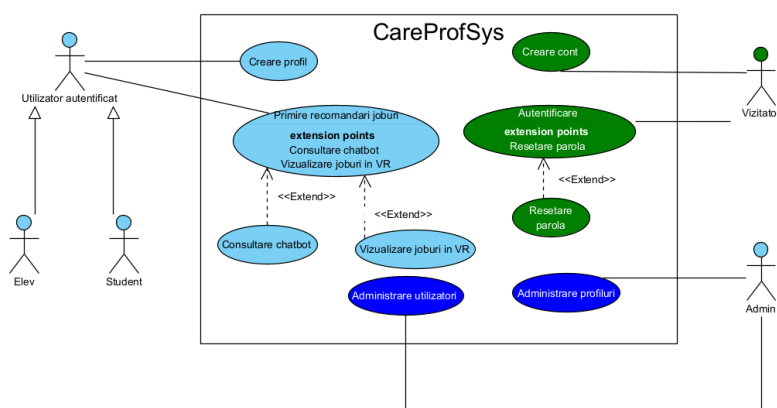 CareProfSys
Creare profil
Creare cont
Utilizator autentificat
Vizitato
Primire recomandari joburi
extension points
Consultare chatbot
Vizualizare joburi in VR
Autentificare
extension points
Resetare parola
<<Extend>>
<<Extend>>
<<Extend>>
Consultare chatbot
Vizualizare joburi in VR
Resetare
parola
Elev
Student
Administrare utilizatori
Administrare profiluri
Admin